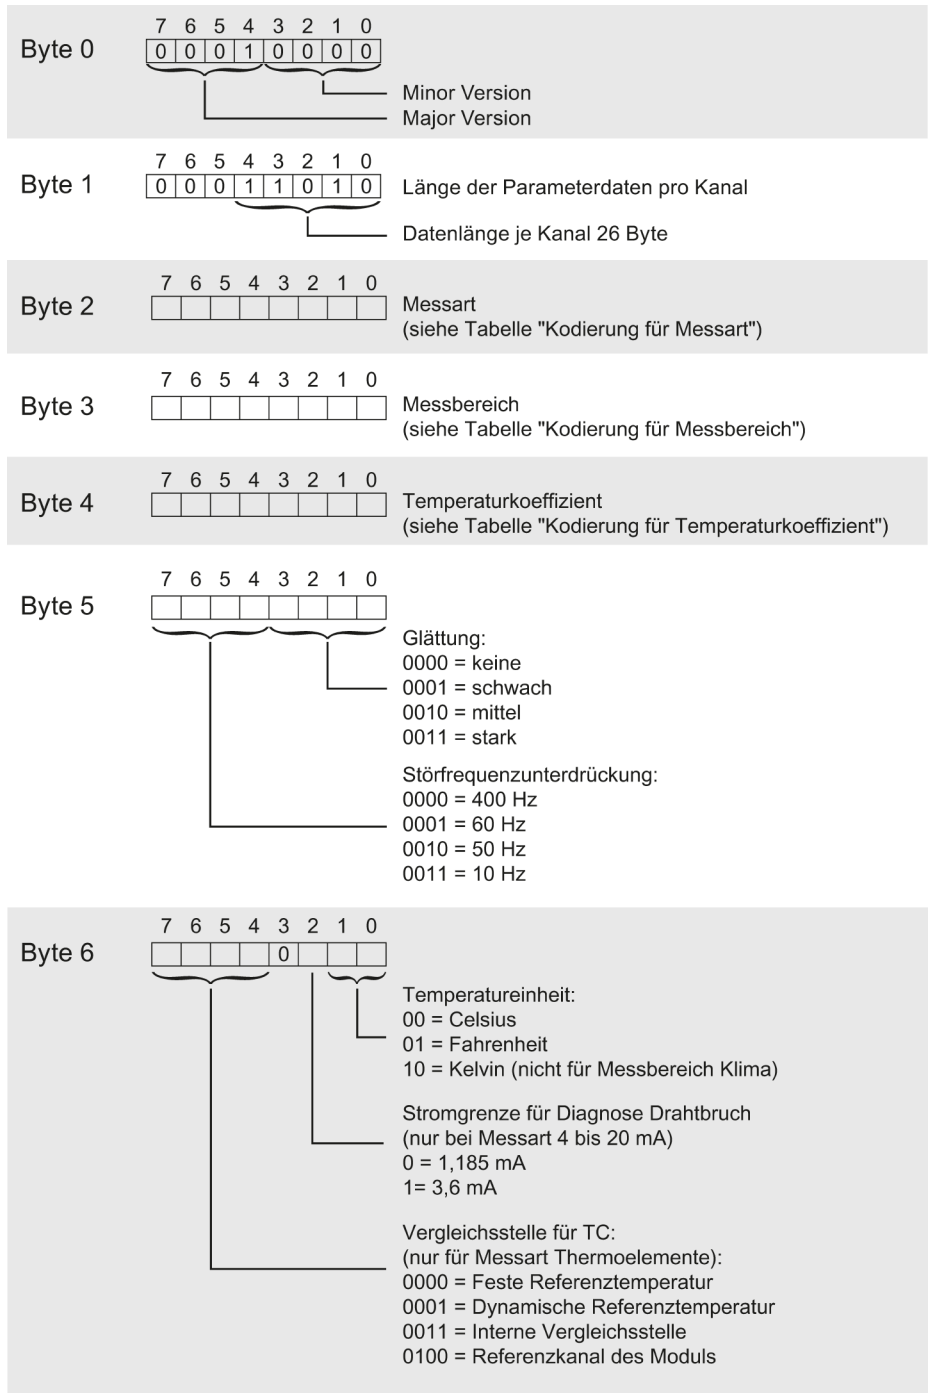 7 6 5 4 3 2 1 0
Byte 0
0 0 0 1 0 0 0 0
Minor Version
Major Version
7 6 5 4 3 2 1 0
Byte 1
0 0 0 1 1 0 1 0
Länge der Parameterdaten pro Kanal
Datenlänge je Kanal 26 Byte
7 6 5 4 3 2 1 0
Byte 2
Messart
(siehe Tabelle "Kodierung für Messart")
7 6 5 4 3 2 1 0
Byte 3
Messbereich
(siehe Tabelle "Kodierung für Messbereich")
7 6 5 4 3 2 1 0
Byte 4
Temperaturkoeffizient
(siehe Tabelle "Kodierung für Temperaturkoeffizient")
7 6 5 4 3 2 1 0
Byte 5
Glättung:
0000 = keine
0001 = schwach
0010 = mittel
0011 = stark
Störfrequenzunterdrückung:
0000 = 400 Hz
0001 = 60 Hz
0010 = 50 Hz
0011 = 10 Hz
7 6 5 4 3 2 1 0
Byte 6
0
Temperatureinheit:
00 = Celsius
01 = Fahrenheit
10 = Kelvin (nicht für Messbereich Klima)
Stromgrenze für Diagnose Drahtbruch
(nur bei Messart 4 bis 20 mA)
0 = 1,185 mA
1= 3,6 mA
Vergleichsstelle für TC:
(nur für Messart Thermoelemente):
0000 = Feste Referenztemperatur
0001 = Dynamische Referenztemperatur
0011 = Interne Vergleichsstelle
0100 = Referenzkanal des Moduls